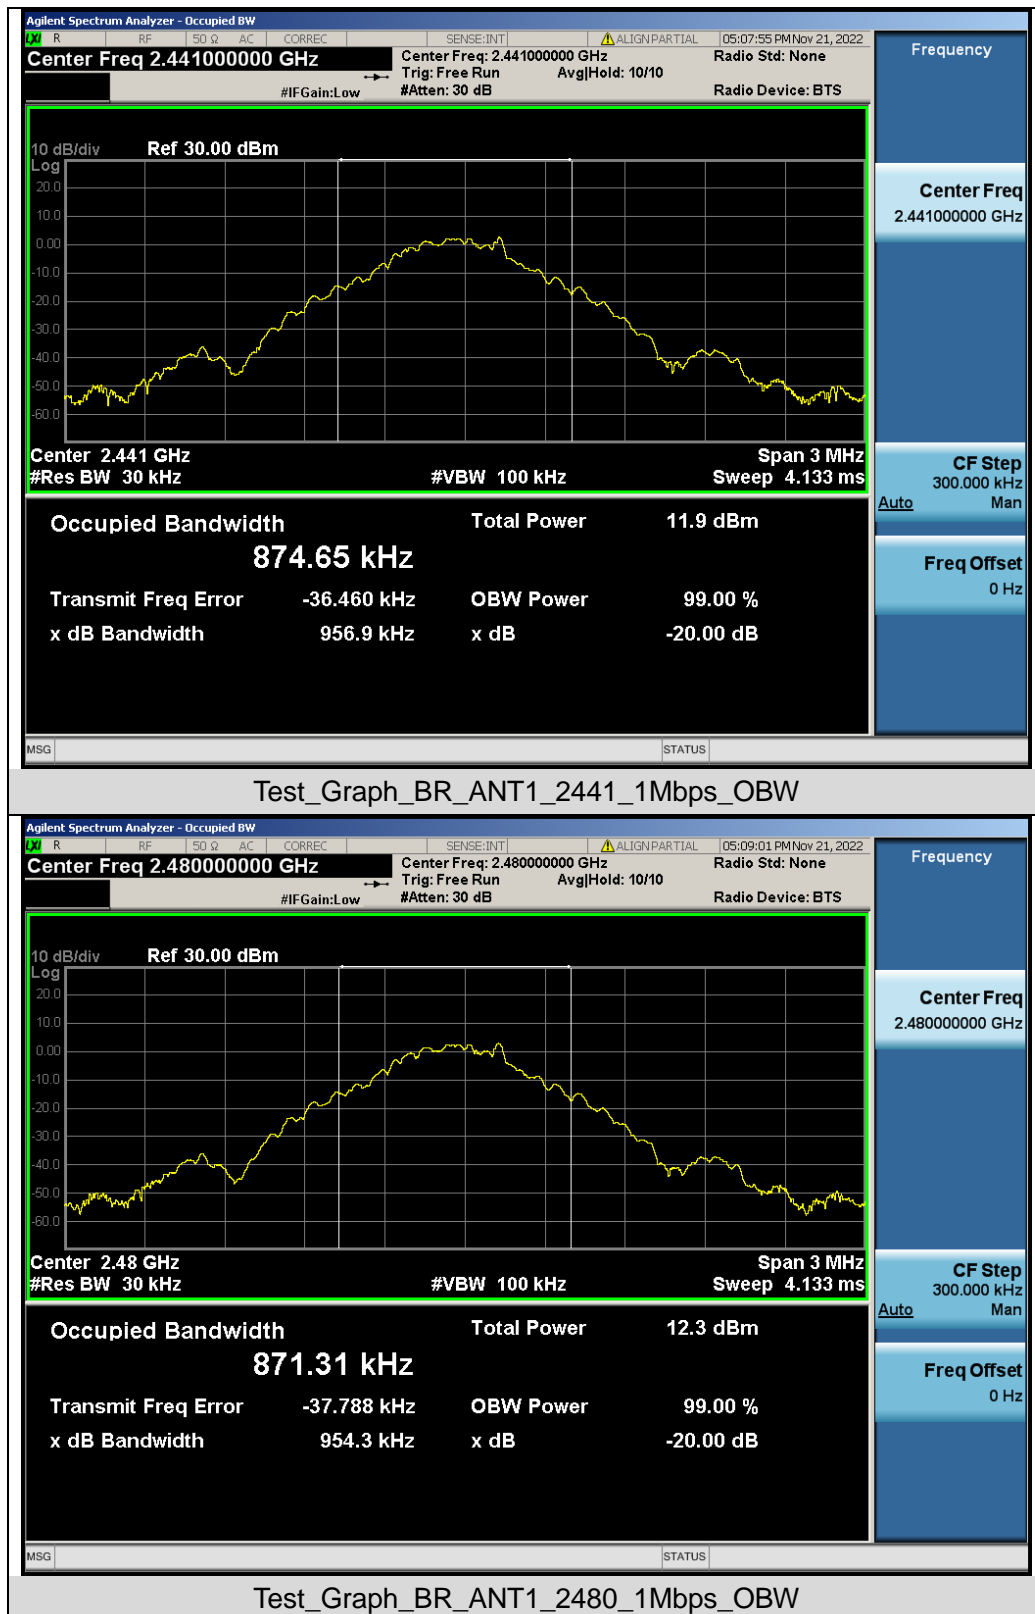 Agilent Spectrum Analyzer - Occupied BW
LXI R RF 50 Ω AC CORREC SENSE:INT ALIGN PARTIAL 05:07:55 PM Nov 21, 2022
Center Freq 2.441000000 GHz
Center Freq: 2.441000000 GHz Radio Std: None
Trig: Free Run Avg|Hold: 10/10
#IFGain:Low #Atten: 30 dB Radio Device: BTS
Frequency
10 dB/div Ref 30.00 dBm
Log
20.0
10.0
0.00
-10.0
-20.0
-30.0
-40.0
-50.0
-60.0
Center Freq
2.441000000 GHz
Center 2.441 GHz Span 3 MHz
#Res BW 30 kHz #VBW 100 kHz Sweep 4.133 ms
CF Step
300.000 kHz
Auto Man
Freq Offset
0 Hz
Occupied Bandwidth Total Power 11.9 dBm
874.65 kHz
Transmit Freq Error -36.460 kHz OBW Power 99.00 %
x dB Bandwidth 956.9 kHz x dB -20.00 dB
MSG STATUS
Test_Graph_BR_ANT1_2441_1Mbps_OBW
Agilent Spectrum Analyzer - Occupied BW
LXI R RF 50 Ω AC CORREC SENSE:INT ALIGN PARTIAL 05:09:01 PM Nov 21, 2022
Center Freq 2.480000000 GHz
Center Freq: 2.480000000 GHz Radio Std: None
Trig: Free Run Avg|Hold: 10/10
#IFGain:Low #Atten: 30 dB Radio Device: BTS
Frequency
10 dB/div Ref 30.00 dBm
Log
20.0
10.0
0.00
-10.0
-20.0
-30.0
-40.0
-50.0
-60.0
Center Freq
2.480000000 GHz
Center 2.48 GHz Span 3 MHz
#Res BW 30 kHz #VBW 100 kHz Sweep 4.133 ms
CF Step
300.000 kHz
Auto Man
Freq Offset
0 Hz
Occupied Bandwidth Total Power 12.3 dBm
871.31 kHz
Transmit Freq Error -37.788 kHz OBW Power 99.00 %
x dB Bandwidth 954.3 kHz x dB -20.00 dB
MSG STATUS
Test_Graph_BR_ANT1_2480_1Mbps_OBW